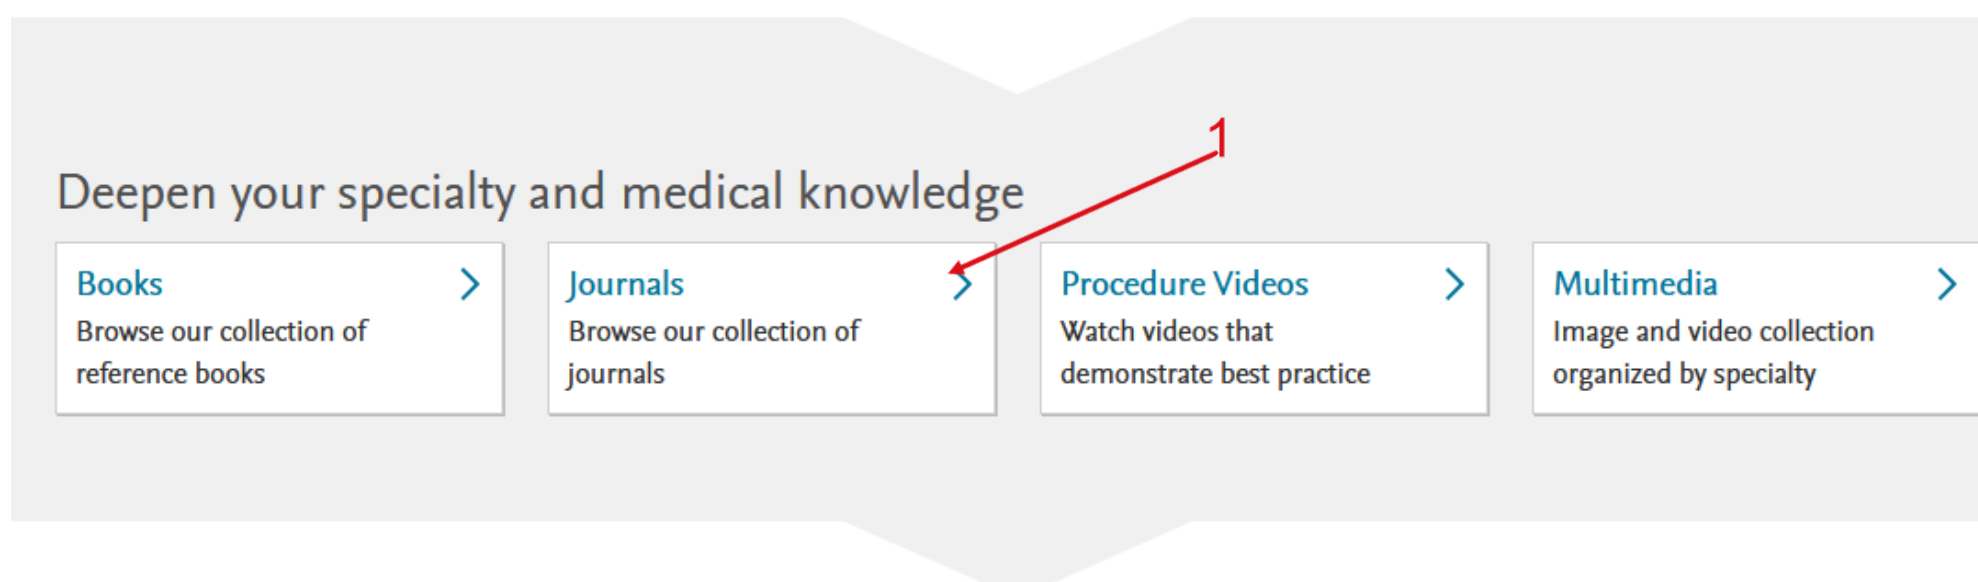 1
Deepen your specialty and medical knowledge
Books
Browse our collection of
reference books
Journals
Browse our collection of
journals
Procedure Videos
Watch videos that
demonstrate best practice
Multimedia
Image and video collection
organized by specialty